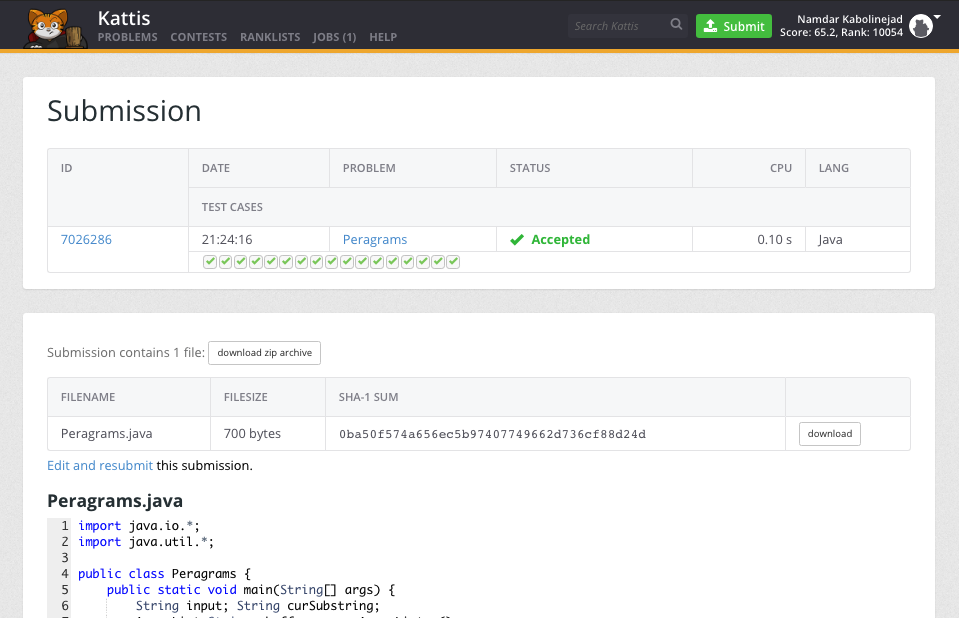 Kattis
PROBLEMS CONTESTS RANKLISTS JOBS (1) HELP
Search Kattis
Submit
Namdar Kabolinejad
Score: 65.2, Rank: 10054
Submission
ID DATE PROBLEM STATUS CPU LANG
TEST CASES
7026286 21:24:16 Peragrams Accepted 0.10 s Java
Submission contains 1 file: download zip archive
FILENAME FILESIZE SHA-1 SUM
Peragrams.java 700 bytes 0ba50f574a656ec5b97407749662d736cf88d24d download
Edit and resubmit this submission.
Peragrams.java
1 import java.io.*;
2 import java.util.*;
3
4 public class Peragrams {
5 public static void main(String[] args) {
6 String input; String curSubstring;